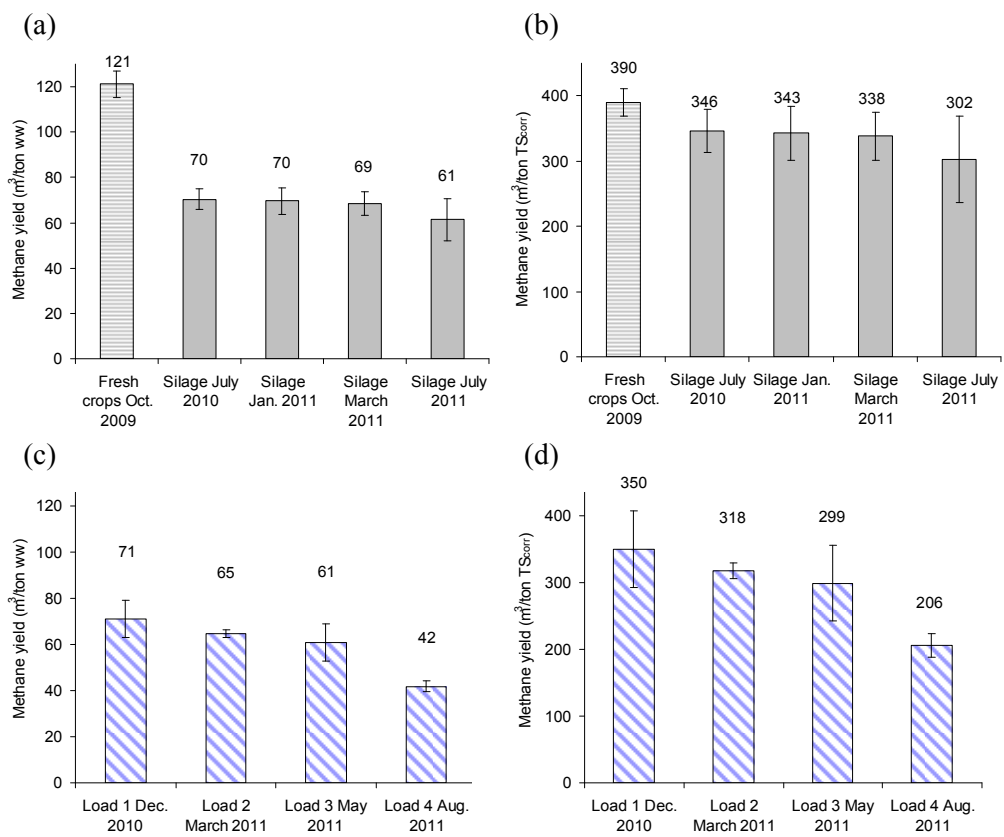 (a)
121
120
100
80
60
40
20
0
70
70
69
61
Methane yield (m³/ton ww)
Fresh
crops Oct.
2009
Silage July
2010
Silage
Jan. 2011
Silage
March
2011
Silage July
2011
(b)
390
400
300
200
100
0
346
343
338
302
Methane yield (m³/ton TScorr)
Fresh
crops Oct.
2009
Silage July
2010
Silage Jan.
2011
Silage
March
2011
Silage July
2011
(c)
120
100
80
60
40
20
0
71
65
61
42
Methane yield (m³/ton ww)
Load 1 Dec.
2010
Load 2
March 2011
Load 3 May
2011
Load 4 Aug.
2011
(d)
350
318
299
206
400
300
200
100
0
Methane yield (m³/ton TScorr)
Load 1 Dec.
2010
Load 2
March 2011
Load 3 May
2011
Load 4 Aug.
2011